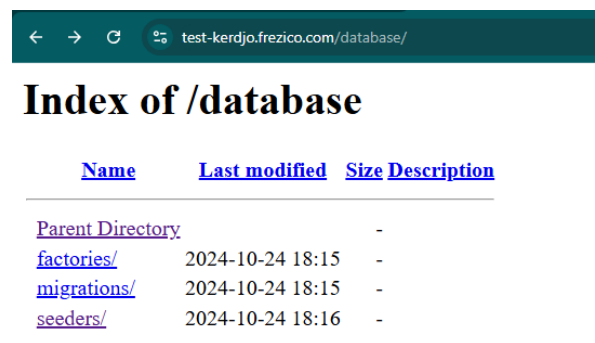 test-kerdjo.frezico.com/database/
Index of /database
Name Last modified Size Description
Parent Directory -
factories/ 2024-10-24 18:15 -
migrations/ 2024-10-24 18:15 -
seeders/ 2024-10-24 18:16 -